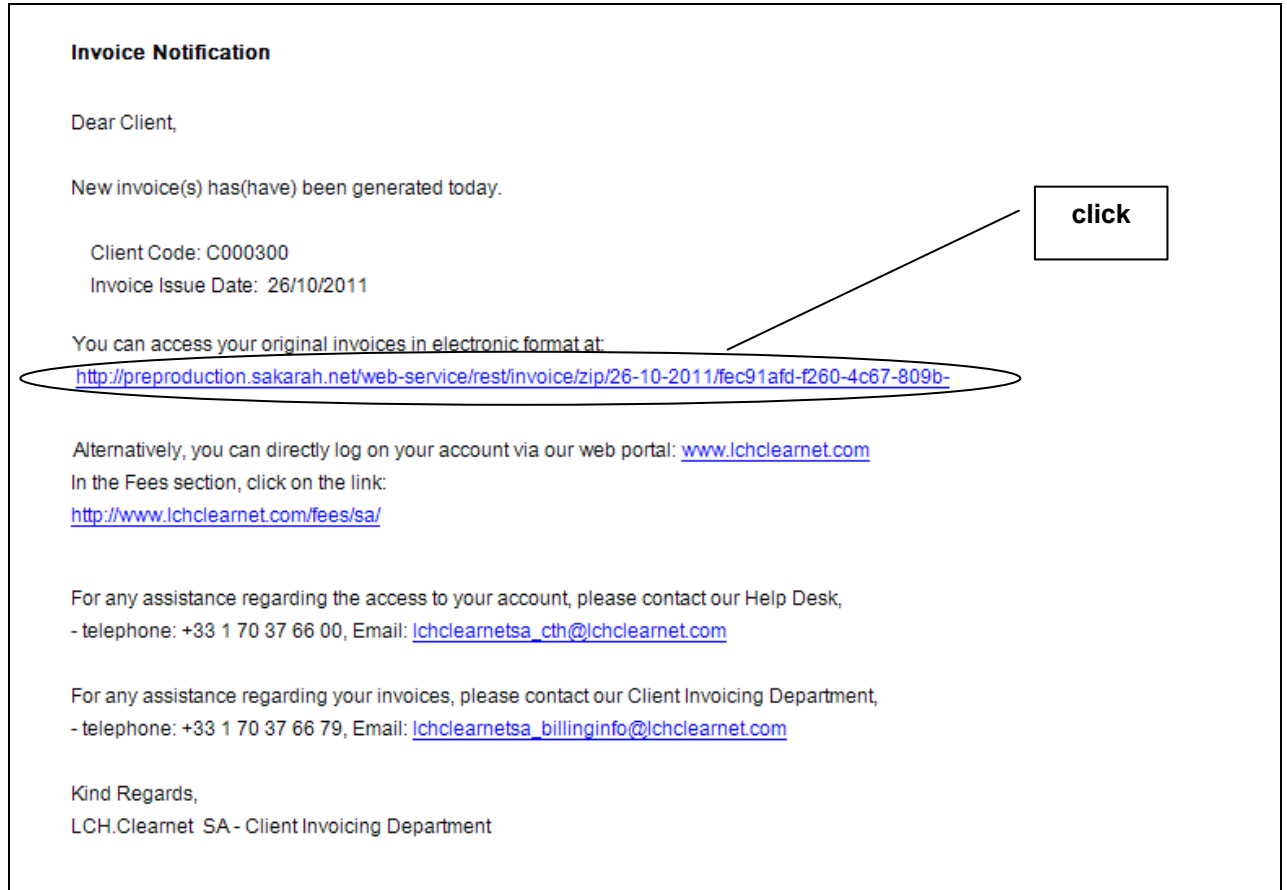 Invoice Notification
Dear Client,
New invoice(s) has(have) been generated today.
click
Client Code: C000300
Invoice Issue Date: 26/10/2011
You can access your original invoices in electronic format at:
http://preproduction.sakarah.net/web-service/rest/invoice/zip/26-10-2011/fec91afd-f260-4c67-809b-
Alternatively, you can directly log on your account via our web portal: www.lchclearnet.com
In the Fees section, click on the link:
http://www.lchclearnet.com/fees/sa/
For any assistance regarding the access to your account, please contact our Help Desk,
- telephone: +33 1 70 37 66 00, Email: lchclearnetsa_cth@lchclearnet.com
For any assistance regarding your invoices, please contact our Client Invoicing Department,
- telephone: +33 1 70 37 66 79, Email: lchclearnetsa_billinginfo@lchclearnet.com
Kind Regards,
LCH.Clearnet SA - Client Invoicing Department